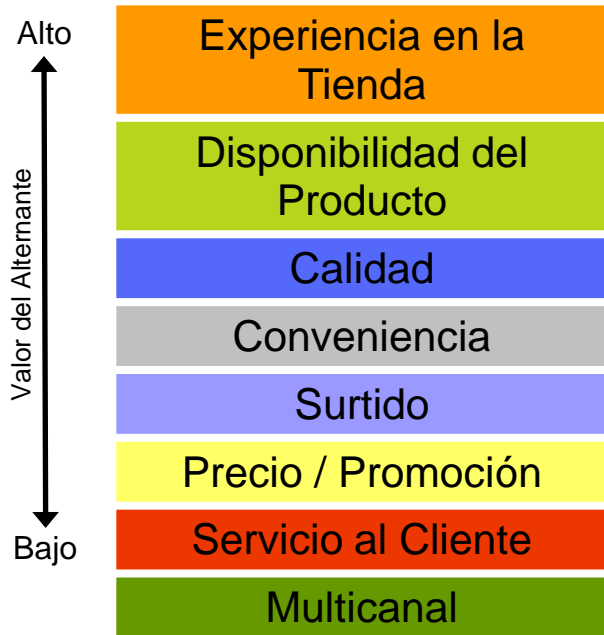 Alto
Experiencia en la
Tienda
Disponibilidad del
Producto
Calidad
Conveniencia
Surtido
Precio / Promoción
Servicio al Cliente
Multicanal
Valor del Alternante
Bajo